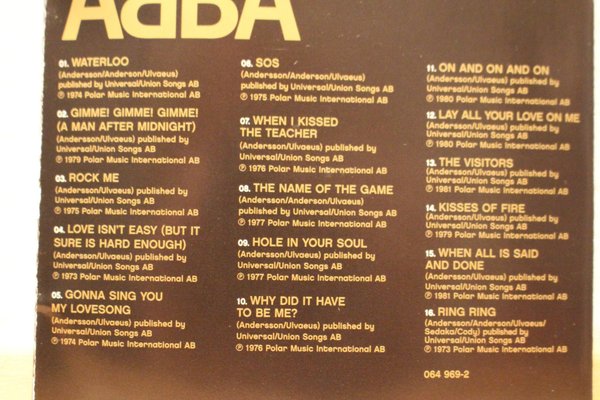 ABBA
01. WATERLOO
(Andersson/Anderson/Ulvaeus)
published by Universal/Union Songs AB
℗ 1974 Polar Music International AB
02. GIMME! GIMME! GIMME!
(A MAN AFTER MIDNIGHT)
(Andersson/Ulvaeus) published by
Universal/Union Songs AB
℗ 1979 Polar Music International AB
03. ROCK ME
(Andersson/Ulvaeus) published by
Universal/Union Songs AB
℗ 1975 Polar Music International AB
04. LOVE ISN'T EASY (BUT IT
SURE IS HARD ENOUGH)
(Andersson/Ulvaeus) published by
Universal/Union Songs AB
℗ 1973 Polar Music International AB
05. GONNA SING YOU
MY LOVESONG
(Andersson/Ulvaeus) published by
Universal/Union Songs AB
℗ 1974 Polar Music International AB
06. SOS
(Andersson/Anderson/Ulvaeus)
published by Universal/Union Songs AB
℗ 1975 Polar Music International AB
07. WHEN I KISSED
THE TEACHER
(Andersson/Ulvaeus) published by
Universal/Union Songs AB
℗ 1976 Polar Music International AB
08. THE NAME OF THE GAME
(Andersson/Anderson/Ulvaeus)
published by Universal/Union Songs AB
℗ 1977 Polar Music International AB
09. HOLE IN YOUR SOUL
(Andersson/Ulvaeus) published by
Universal/Union Songs AB
℗ 1977 Polar Music International AB
10. WHY DID IT HAVE
TO BE ME?
(Andersson/Ulvaeus) published by
Universal/Union Songs AB
℗ 1976 Polar Music International AB
11. ON AND ON AND ON
(Andersson/Ulvaeus) published by
Universal/Union Songs AB
℗ 1980 Polar Music International AB
12. LAY ALL YOUR LOVE ON ME
(Andersson/Ulvaeus) published by
Universal/Union Songs AB
℗ 1980 Polar Music International AB
13. THE VISITORS
(Andersson/Ulvaeus) published by
Universal/Union Songs AB
℗ 1981 Polar Music International AB
14. KISSES OF FIRE
(Andersson/Ulvaeus) published by
Universal/Union Songs AB
℗ 1979 Polar Music International AB
15. WHEN ALL IS SAID
AND DONE
(Andersson/Ulvaeus) published by
Universal/Union Songs AB
℗ 1981 Polar Music International AB
16. RING RING
(Andersson/Andersson/Ulvaeus/
Sedaka/Cody) published by
Universal/Union Songs AB
℗ 1973 Polar Music International AB
064 969-2